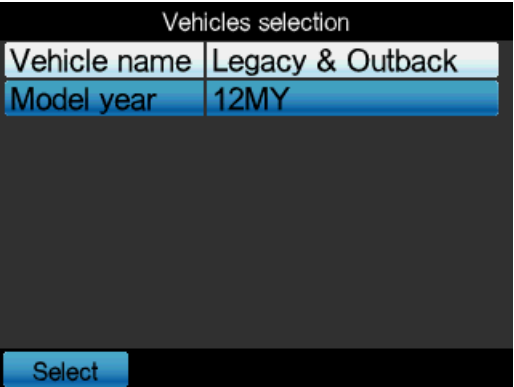 Vehicles selection
Vehicle name Legacy & Outback
Model year 12MY
Select